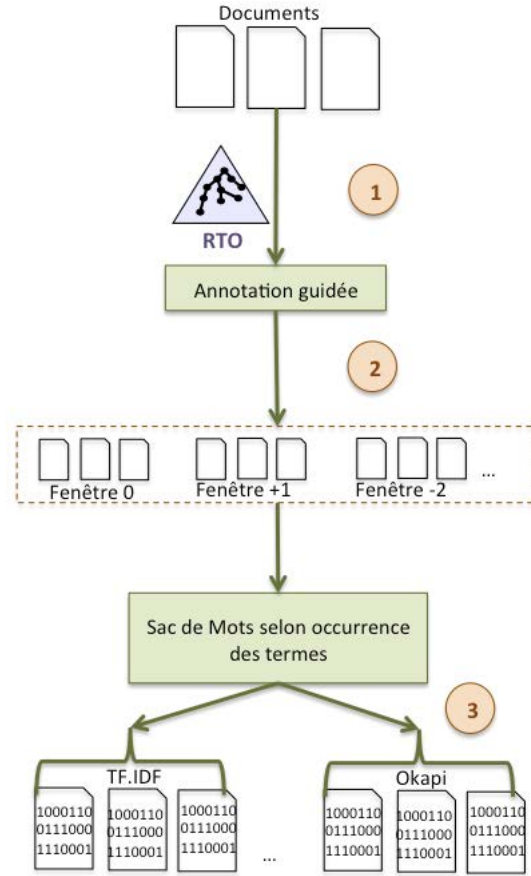 Documents
1
RTO
Annotation guidée
2
Fenêtre 0 Fenêtre +1 Fenêtre -2 ...
Sac de Mots selon occurrence
des termes
3
TF.IDF Okapi
1000110 1000110 1000110 1000110 1000110 1000110
0111000 0111000 0111000 0111000 0111000 0111000
1110001 1110001 1110001 ... 1110001 1110001 1110001
...